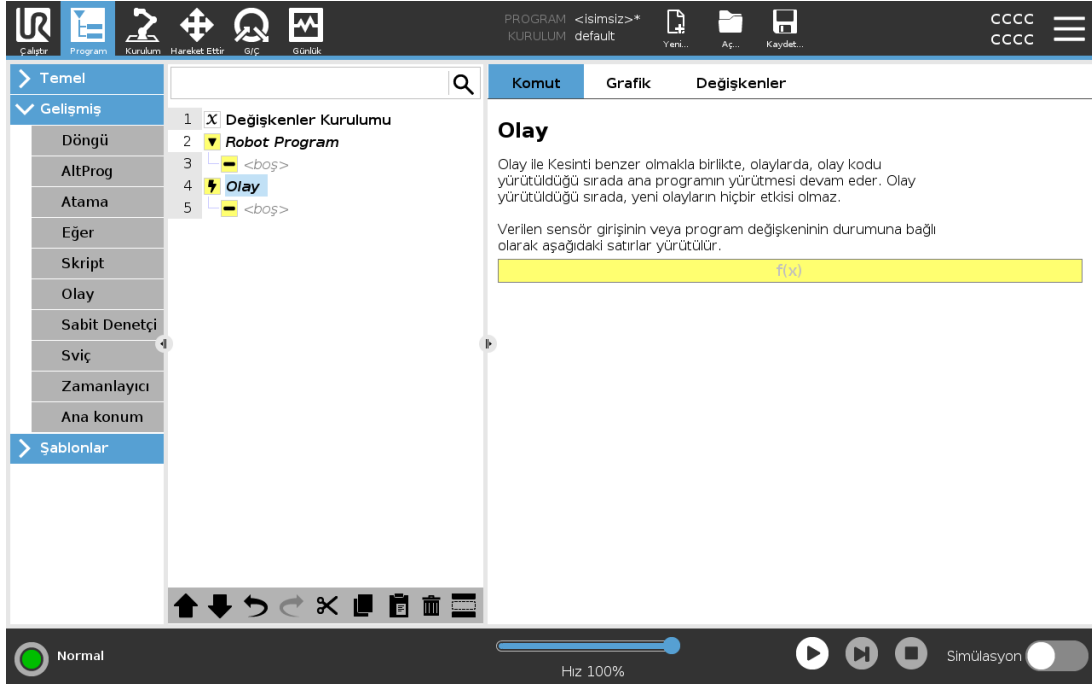 UR
PROGRAM <isimsiz>*
KURULUM default
Çalıştır Program Kurulum Hareket Ettir G/Ç Günlük
Yeni... Aç... Kaydet...
CCCC
CCCC
Temel
Gelişmiş
Döngü
AltProg
Atama
Eğer
Skript
Olay
Sabit Denetçi
Sviç
Zamanlayıcı
Ana konum
Şablonlar
1 X Değişkenler Kurulumu
2 Robot Program
3 <boş>
4 Olay
5 <boş>
Komut Grafik Değişkenler
Olay
Olay ile Kesinti benzer olmakla birlikte, olaylarda, olay kodu
yürütüldüğü sırada ana programın yürütmesi devam eder. Olay
yürütüldüğü sırada, yeni olayların hiçbir etkisi olmaz.
Verilen sensör girişinin veya program değişkeninin durumuna bağlı
olarak aşağıdaki satırlar yürütülür.
f(x)
Normal
Hız 100%
Simülasyon